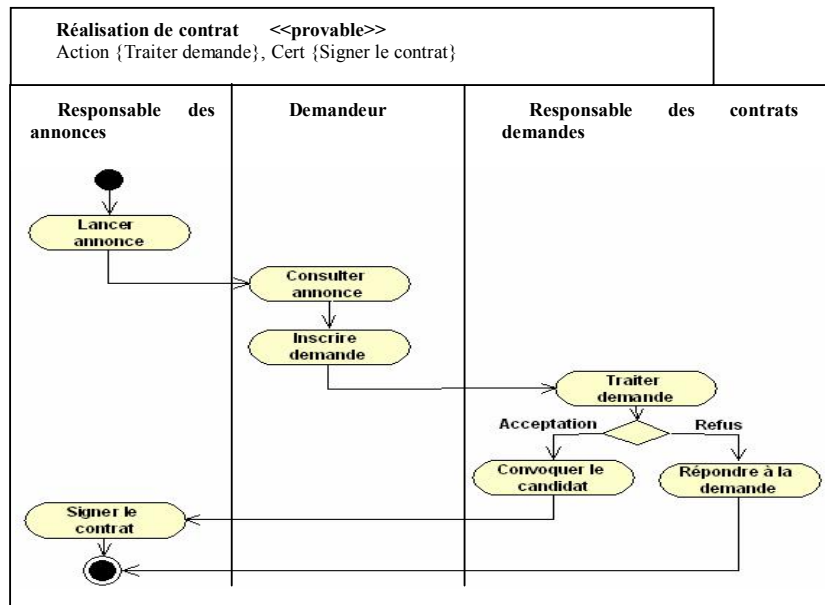 Réalisation de contrat <<provable>>
Action {Traiter demande}, Cert {Signer le contrat}
Responsable des
annonces
Demandeur
Responsable des contrats
demandes
Lancer
annonce
Consulter
annonce
Inscrire
demande
Traiter
demande
Acceptation
Refus
Convoquer le
candidat
Répondre à la
demande
Signer le
contrat